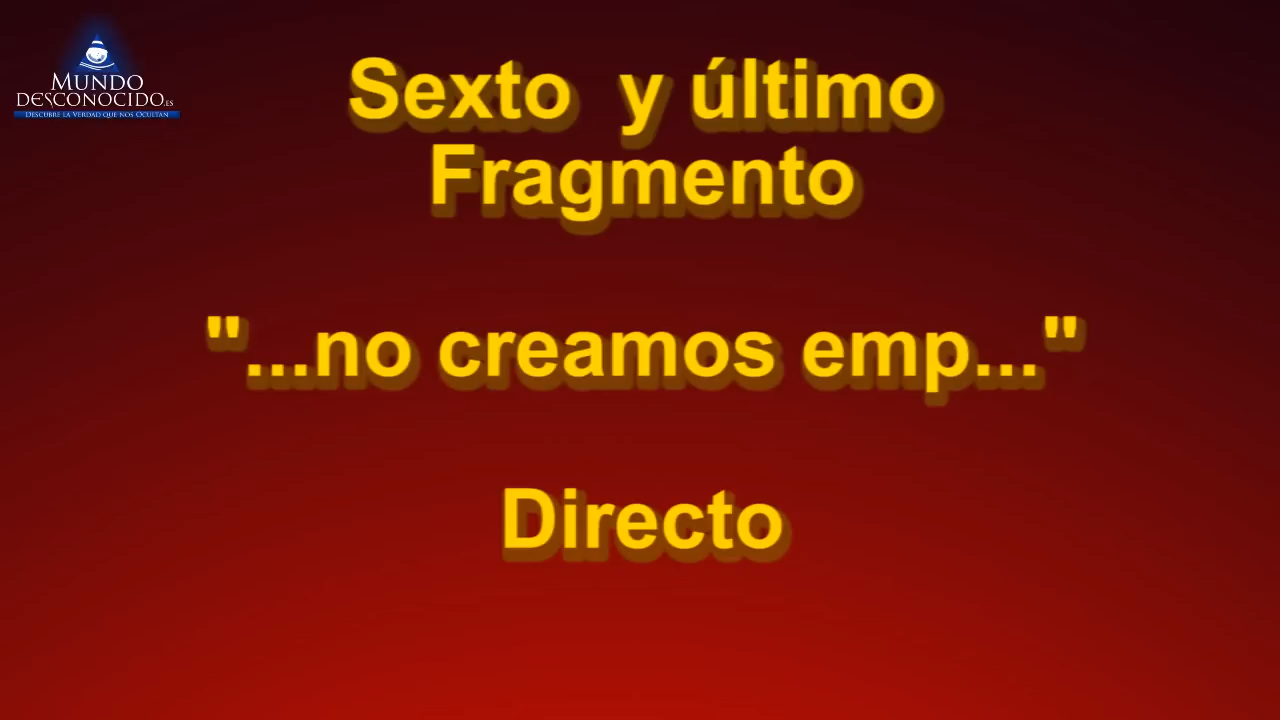 MUNDO
DESCONOCIDO.ES
DESCUBRE LA VERDAD QUE NOS OCULTAN
Sexto y último
Fragmento
"...no creamos emp..."
Directo